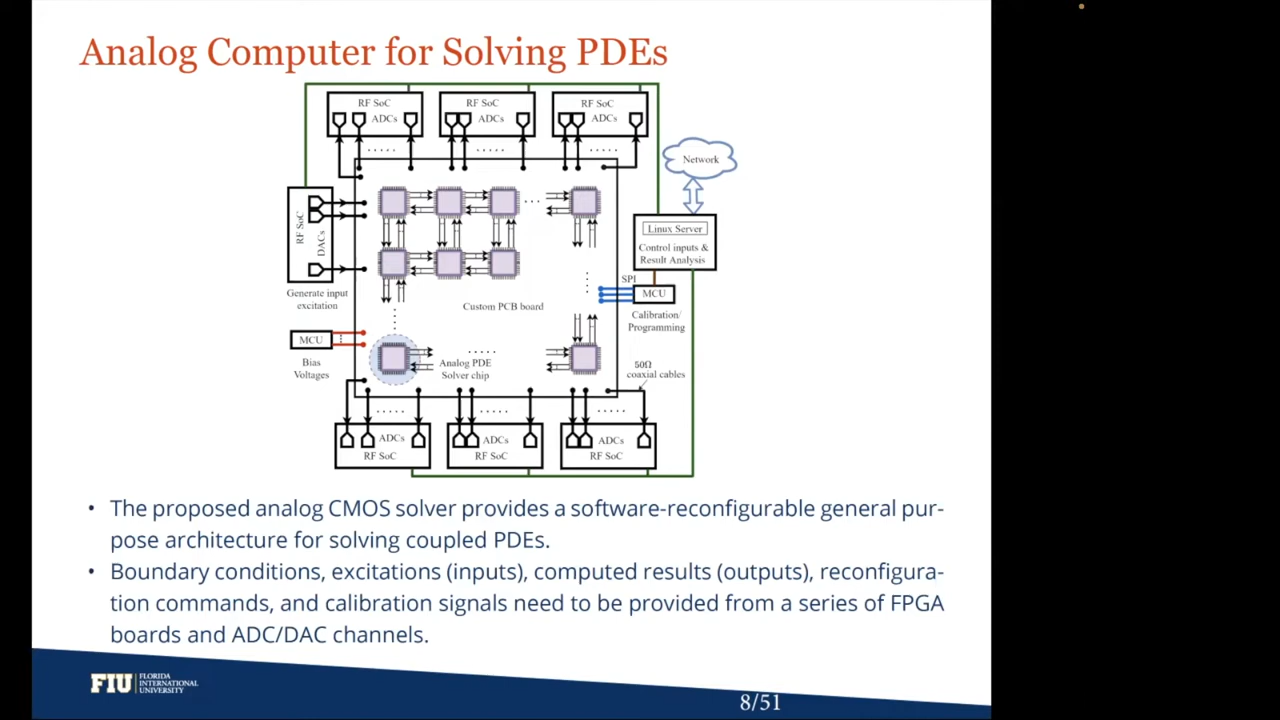 Analog Computer for Solving PDEs
RF SoC
ADCs
RF SoC
ADCs
RF SoC
ADCs
Network
RF SoC
DACs
Linux Server
Control inputs &
Result Analysis
SPI
Generate input
excitation
MCU
Custom PCB board
Calibration/
Programming
MCU
Bias
Voltages
Analog PDE
Solver chip
50Ω
coaxial cables
ADCs
RF SoC
ADCs
RF SoC
ADCs
RF SoC
• The proposed analog CMOS solver provides a software-reconfigurable general pur-
pose architecture for solving coupled PDEs.
• Boundary conditions, excitations (inputs), computed results (outputs), reconfigura-
tion commands, and calibration signals need to be provided from a series of FPGA
boards and ADC/DAC channels.
FIU
FLORIDA
INTERNATIONAL
UNIVERSITY
8/51